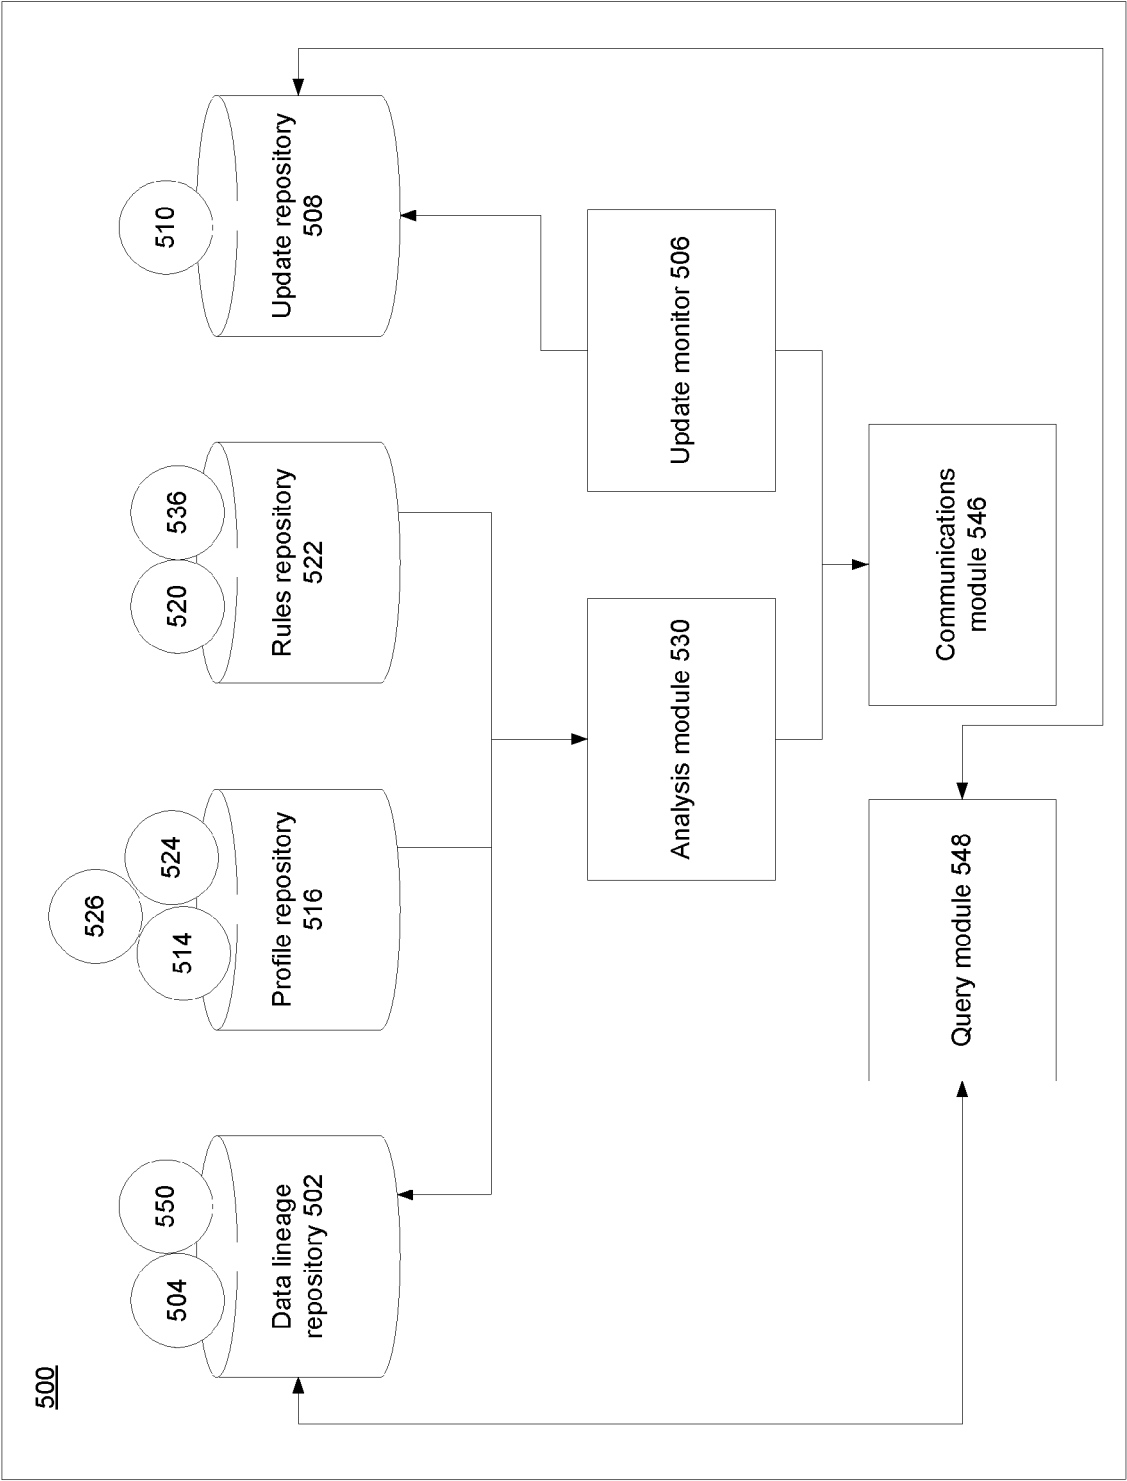 500
504
550
Data lineage
repository 502
526
514
524
Profile repository
516
520
536
Rules repository
522
510
Update repository
508
Analysis module 530
Update monitor 506
Query module 548
Communications
module 546